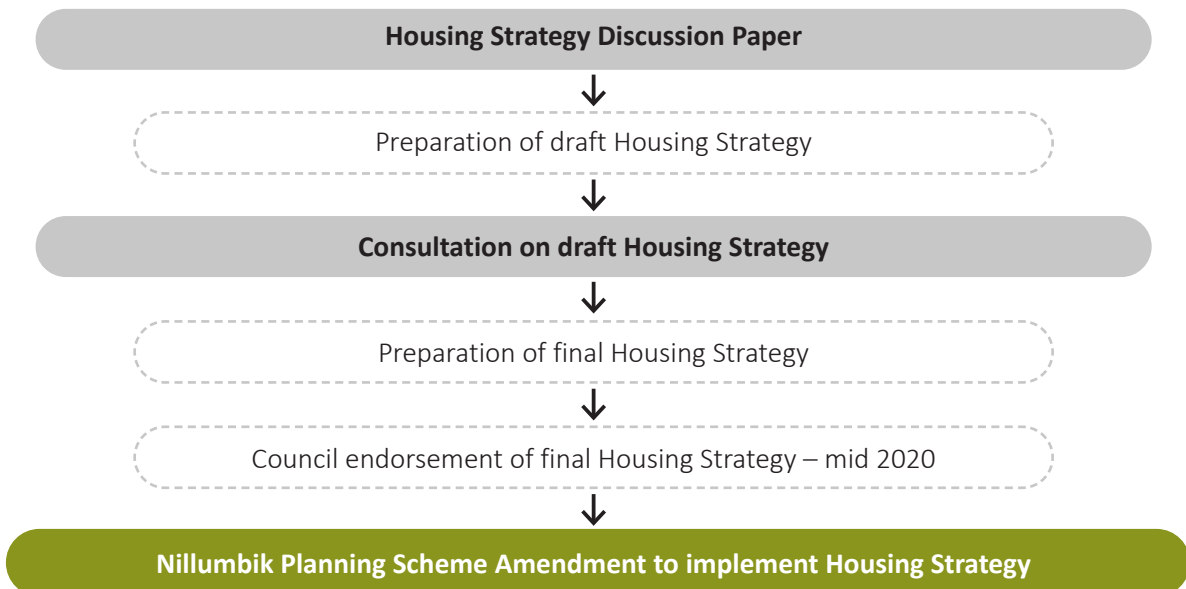 Housing Strategy Discussion Paper
Preparation of draft Housing Strategy
Consultation on draft Housing Strategy
Preparation of final Housing Strategy
Council endorsement of final Housing Strategy – mid 2020
Nillumbik Planning Scheme Amendment to implement Housing Strategy